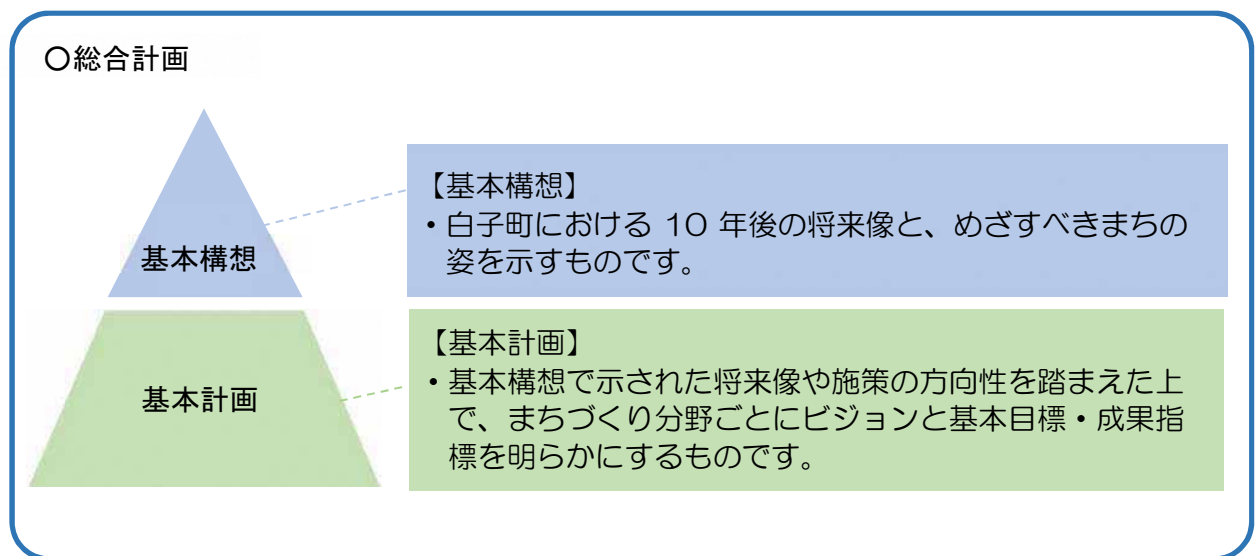 〇総合計画
基本構想
【基本構想】
・白子町における 10 年後の将来像と、めざすべきまちの
姿を示すものです。
基本計画
【基本計画】
・基本構想で示された将来像や施策の方向性を踏まえた上
で、まちづくり分野ごとにビジョンと基本目標・成果指
標を明らかにするものです。